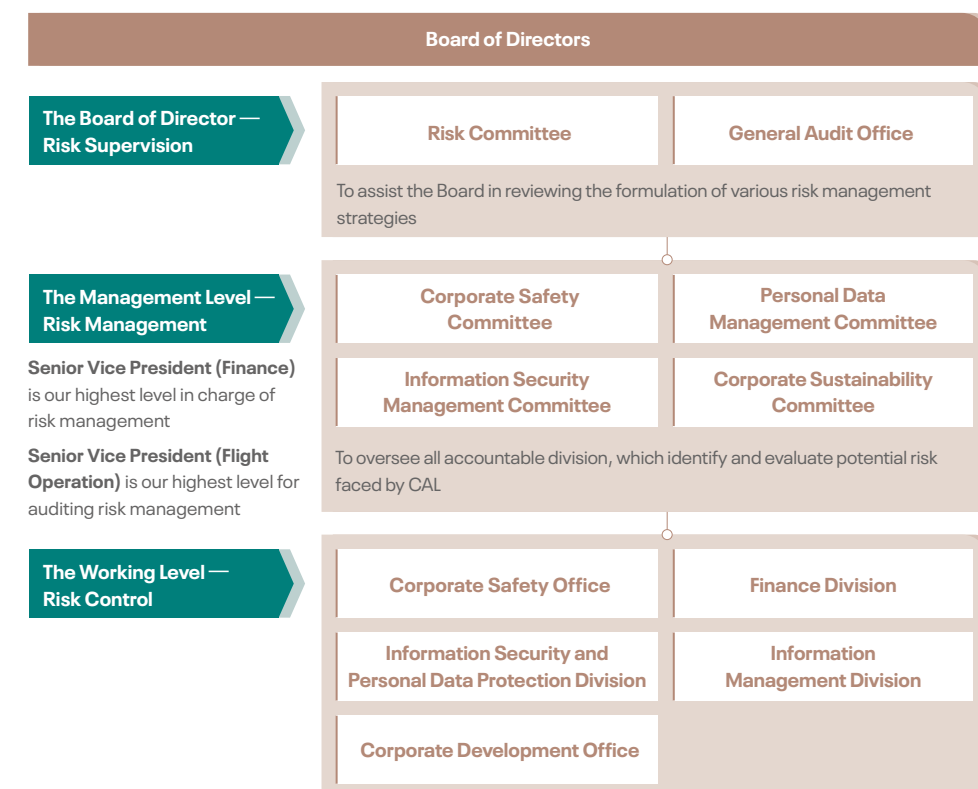 Board of Directors
The Board of Director —
Risk Supervision
Risk Committee
General Audit Office
To assist the Board in reviewing the formulation of various risk management
strategies
The Management Level —
Risk Management
Senior Vice President (Finance)
is our highest level in charge of
risk management
Senior Vice President (Flight
Operation) is our highest level for
auditing risk management
Corporate Safety
Committee
Personal Data
Management Committee
Information Security
Management Committee
Corporate Sustainability
Committee
To oversee all accountable division, which identify and evaluate potential risk
faced by CAL
The Working Level —
Risk Control
Corporate Safety Office
Finance Division
Information Security and
Personal Data Protection Division
Information
Management Division
Corporate Development Office